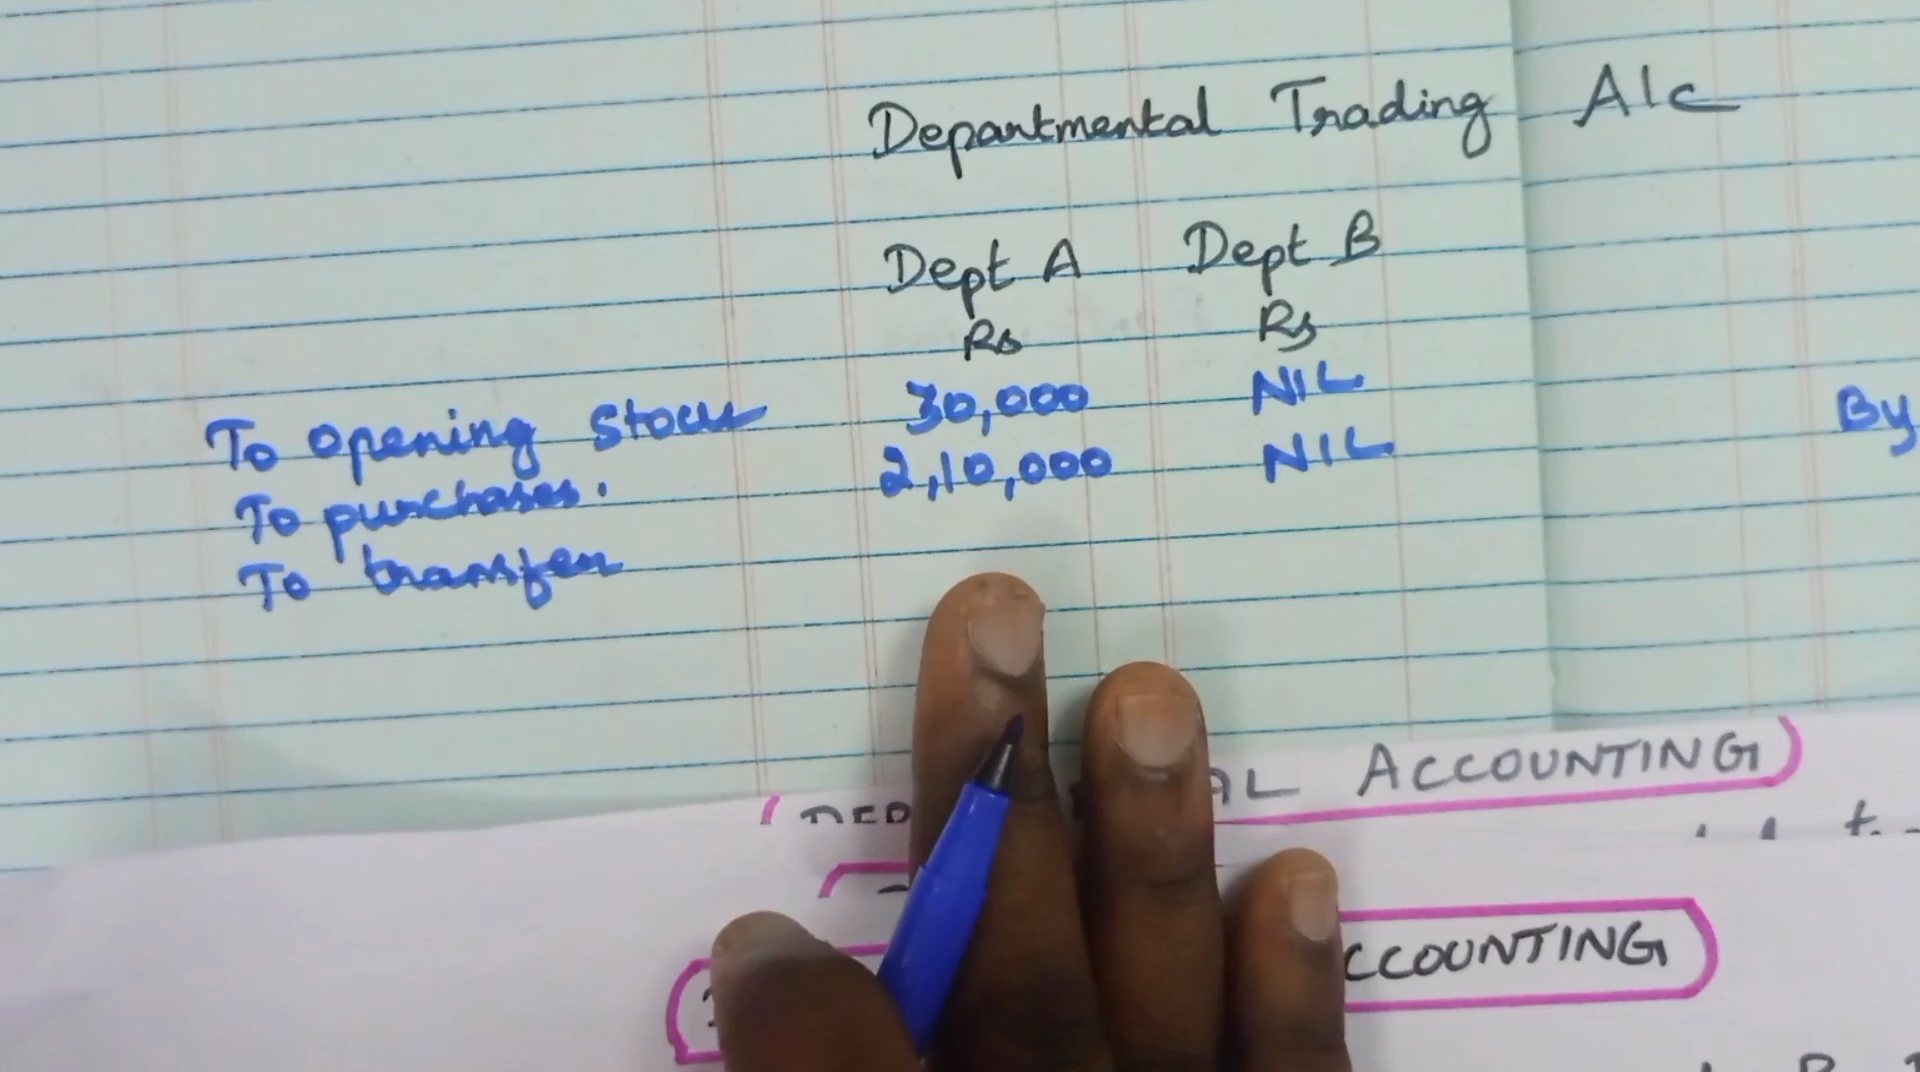 Departmental Trading A/c
Dept A Dept B
Rs Rs
To opening stock 30,000 NIL
To purchases. 2,10,000 NIL By
To transfer
AL ACCOUNTING
CCOUNTING